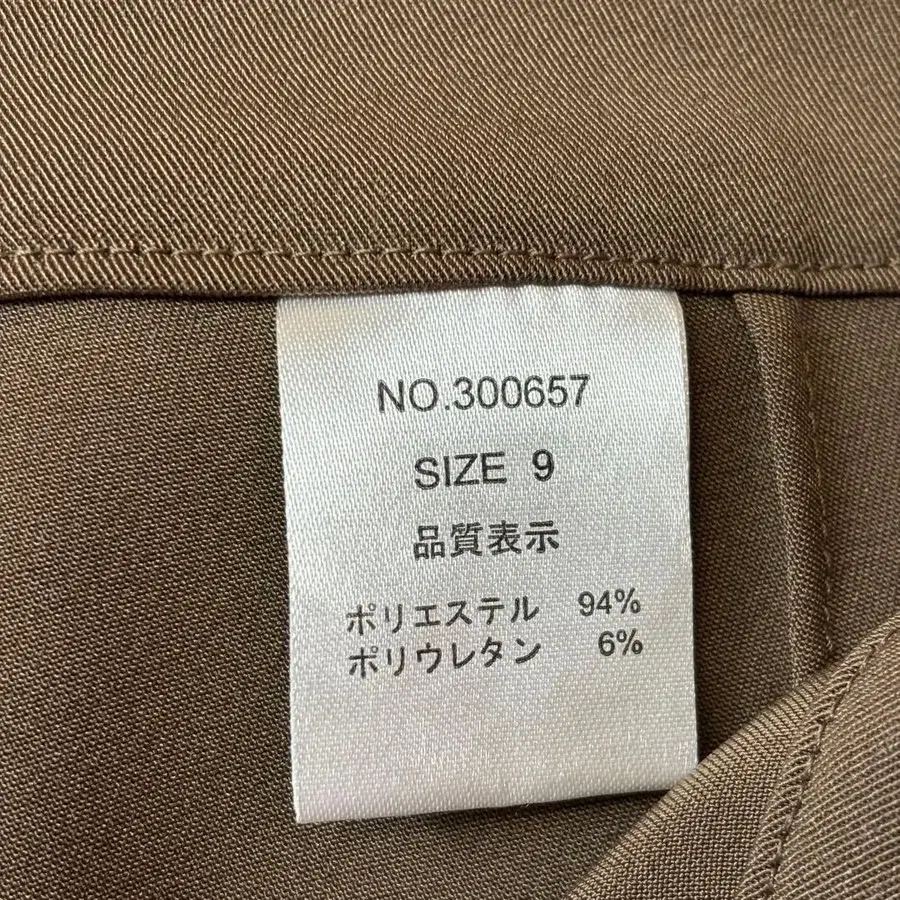 NO.300657
SIZE 9
品質表示
ポリエステル 94%
ポリウレタン 6%